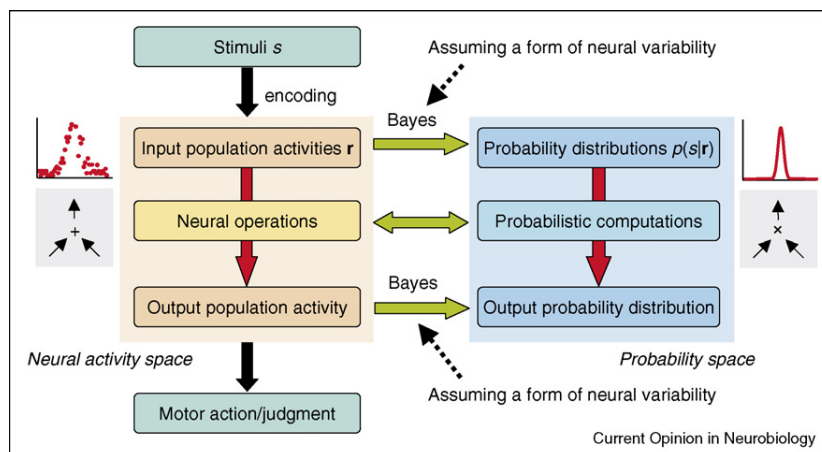 Stimuli s
Assuming a form of neural variability
encoding
Bayes
Input population activities r
Probability distributions p(s|r)
+
Neural operations
Probabilistic computations
×
Bayes
Output population activity
Output probability distribution
Neural activity space
Probability space
Assuming a form of neural variability
Motor action/judgment
Current Opinion in Neurobiology